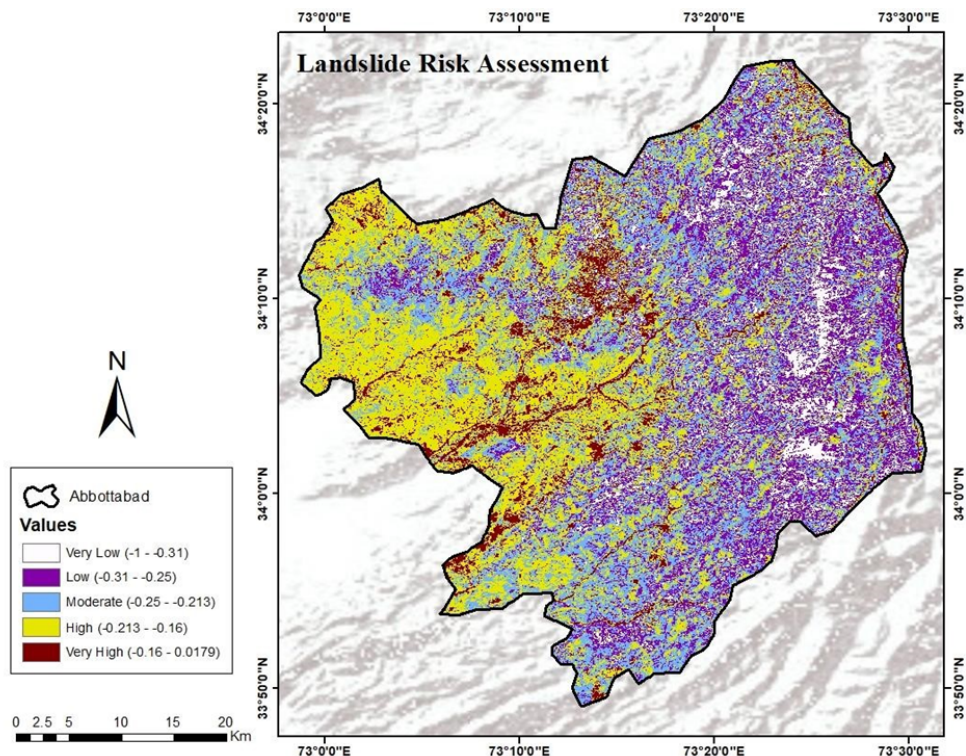 73°0'0"E 73°10'0"E 73°20'0"E 73°30'0"E
Landslide Risk Assessment
34°20'0"N 34°20'0"N
34°10'0"N 34°10'0"N
N
34°0'0"N 34°0'0"N
Abbottabad
Values
Very Low (-1 - -0.31)
Low (-0.31 - -0.25)
Moderate (-0.25 - -0.213)
High (-0.213 - -0.16)
Very High (-0.16 - 0.0179)
33°50'0"N 33°50'0"N
0 2.5 5 10 15 20
Km
73°0'0"E 73°10'0"E 73°20'0"E 73°30'0"E